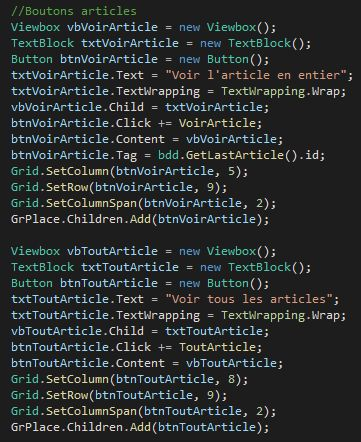 //Boutons articles
Viewbox vbVoirArticle = new Viewbox();
TextBlock txtVoirArticle = new TextBlock();
Button btnVoirArticle = new Button();
txtVoirArticle.Text = "Voir l'article en entier";
txtVoirArticle.TextWrapping = TextWrapping.Wrap;
vbVoirArticle.Child = txtVoirArticle;
btnVoirArticle.Click += VoirArticle;
btnVoirArticle.Content = vbVoirArticle;
btnVoirArticle.Tag = bdd.GetLastArticle().id;
Grid.SetColumn(btnVoirArticle, 5);
Grid.SetRow(btnVoirArticle, 9);
Grid.SetColumnSpan(btnVoirArticle, 2);
GrPlace.Children.Add(btnVoirArticle);
Viewbox vbToutArticle = new Viewbox();
TextBlock txtToutArticle = new TextBlock();
Button btnToutArticle = new Button();
txtToutArticle.Text = "Voir tous les articles";
txtToutArticle.TextWrapping = TextWrapping.Wrap;
vbToutArticle.Child = txtToutArticle;
btnToutArticle.Click += ToutArticle;
btnToutArticle.Content = vbToutArticle;
Grid.SetColumn(btnToutArticle, 8);
Grid.SetRow(btnToutArticle, 9);
Grid.SetColumnSpan(btnToutArticle, 2);
GrPlace.Children.Add(btnToutArticle);